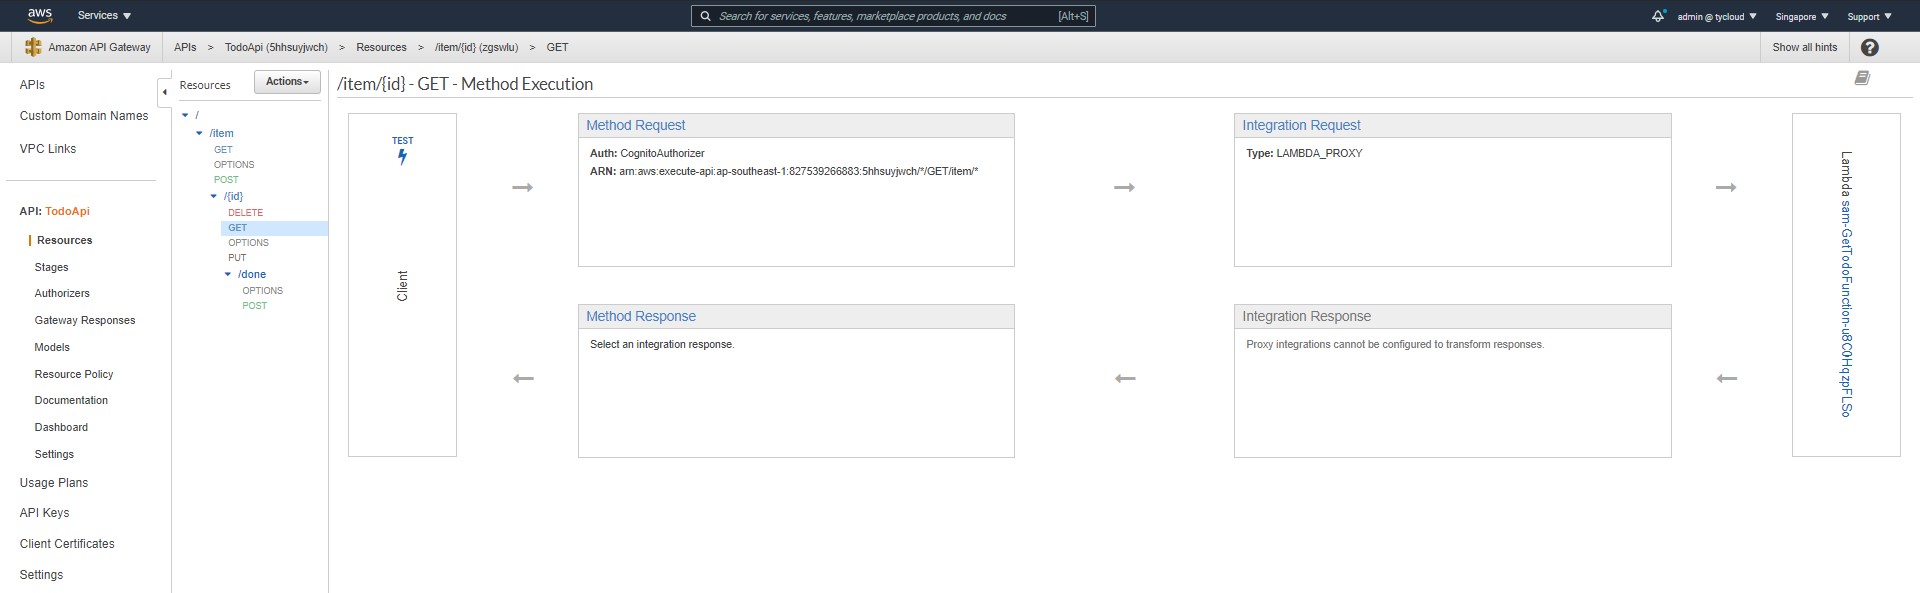 aws
Services
Search for services, features, marketplace products, and docs
[Alt+S]
admin @ tycloud
Singapore
Support
Amazon API Gateway
APIs > TodoApi (5hhsuyjwch) > Resources > /item/{id} (zgswlu) > GET
Show all hints
?
APIs
Custom Domain Names
VPC Links
API: TodoApi
Resources
Stages
Authorizers
Gateway Responses
Models
Resource Policy
Documentation
Dashboard
Settings
Usage Plans
API Keys
Client Certificates
Settings
Resources
Actions
/
/item
GET
OPTIONS
POST
/{id}
DELETE
GET
OPTIONS
PUT
/done
OPTIONS
POST
/item/{id} - GET - Method Execution
TEST
Client
Method Request
Auth: CognitoAuthorizer
ARN: arn:aws:execute-api:ap-southeast-1:827539266883:5hhsuyjwch/*/GET/item/*
Integration Request
Type: LAMBDA_PROXY
Method Response
Select an integration response.
Integration Response
Proxy integrations cannot be configured to transform responses.
Lambda sam-GetTodoFunction-u8C0HqzpFLSo